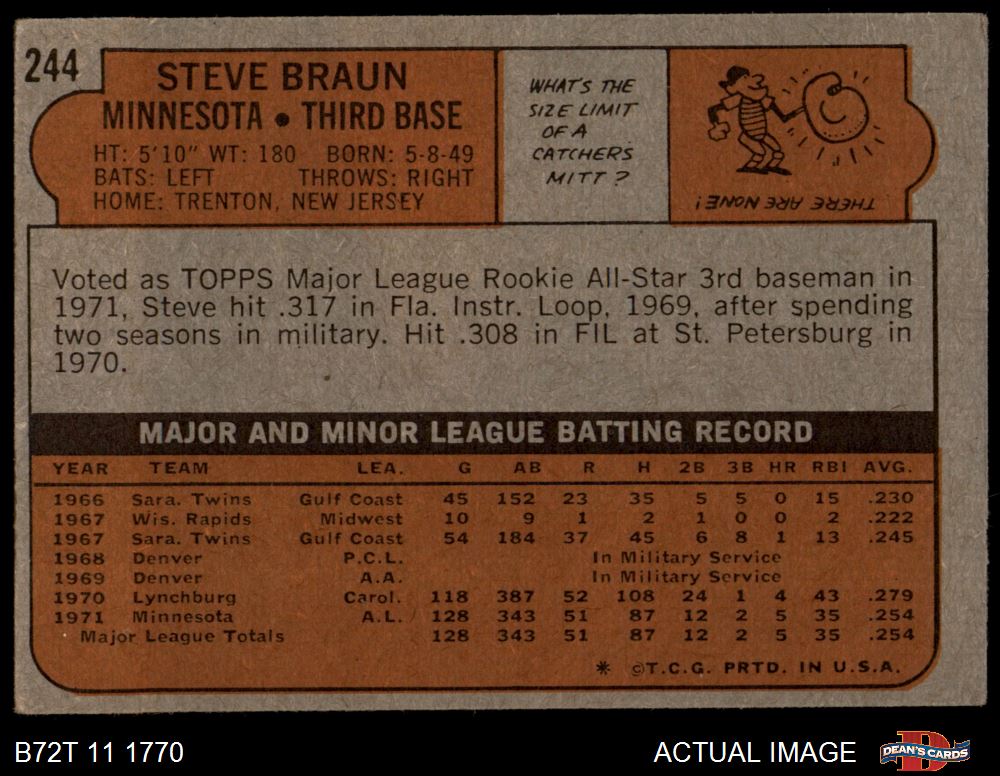 244
STEVE BRAUN
MINNESOTA • THIRD BASE
HT: 5'10" WT: 180 BORN: 5-8-49
BATS: LEFT THROWS: RIGHT
HOME: TRENTON, NEW JERSEY
WHAT'S THE
SIZE LIMIT
OF A
CATCHERS
MITT?
C
THERE ARE NONE!
Voted as TOPPS Major League Rookie All-Star 3rd baseman in
1971, Steve hit .317 in Fla. Instr. Loop, 1969, after spending
two seasons in military. Hit .308 in FIL at St. Petersburg in
1970.
MAJOR AND MINOR LEAGUE BATTING RECORD
YEAR TEAM LEA. G AB R H 2B 3B HR RBI AVG.
1966 Sara. Twins Gulf Coast 45 152 23 35 5 5 0 15 .230
1967 Wis. Rapids Midwest 10 9 1 2 1 0 0 2 .222
1967 Sara. Twins Gulf Coast 54 184 37 45 6 8 1 13 .245
1968 Denver P.C.L. In Military Service
1969 Denver A.A. In Military Service
1970 Lynchburg Carol. 118 387 52 108 24 1 4 43 .279
1971 Minnesota A.L. 128 343 51 87 12 2 5 35 .254
Major League Totals 128 343 51 87 12 2 5 35 .254
* ©T.C.G. PRTD. IN U.S.A.
B72T 11 1770
ACTUAL IMAGE
D
DEAN'S CARDS